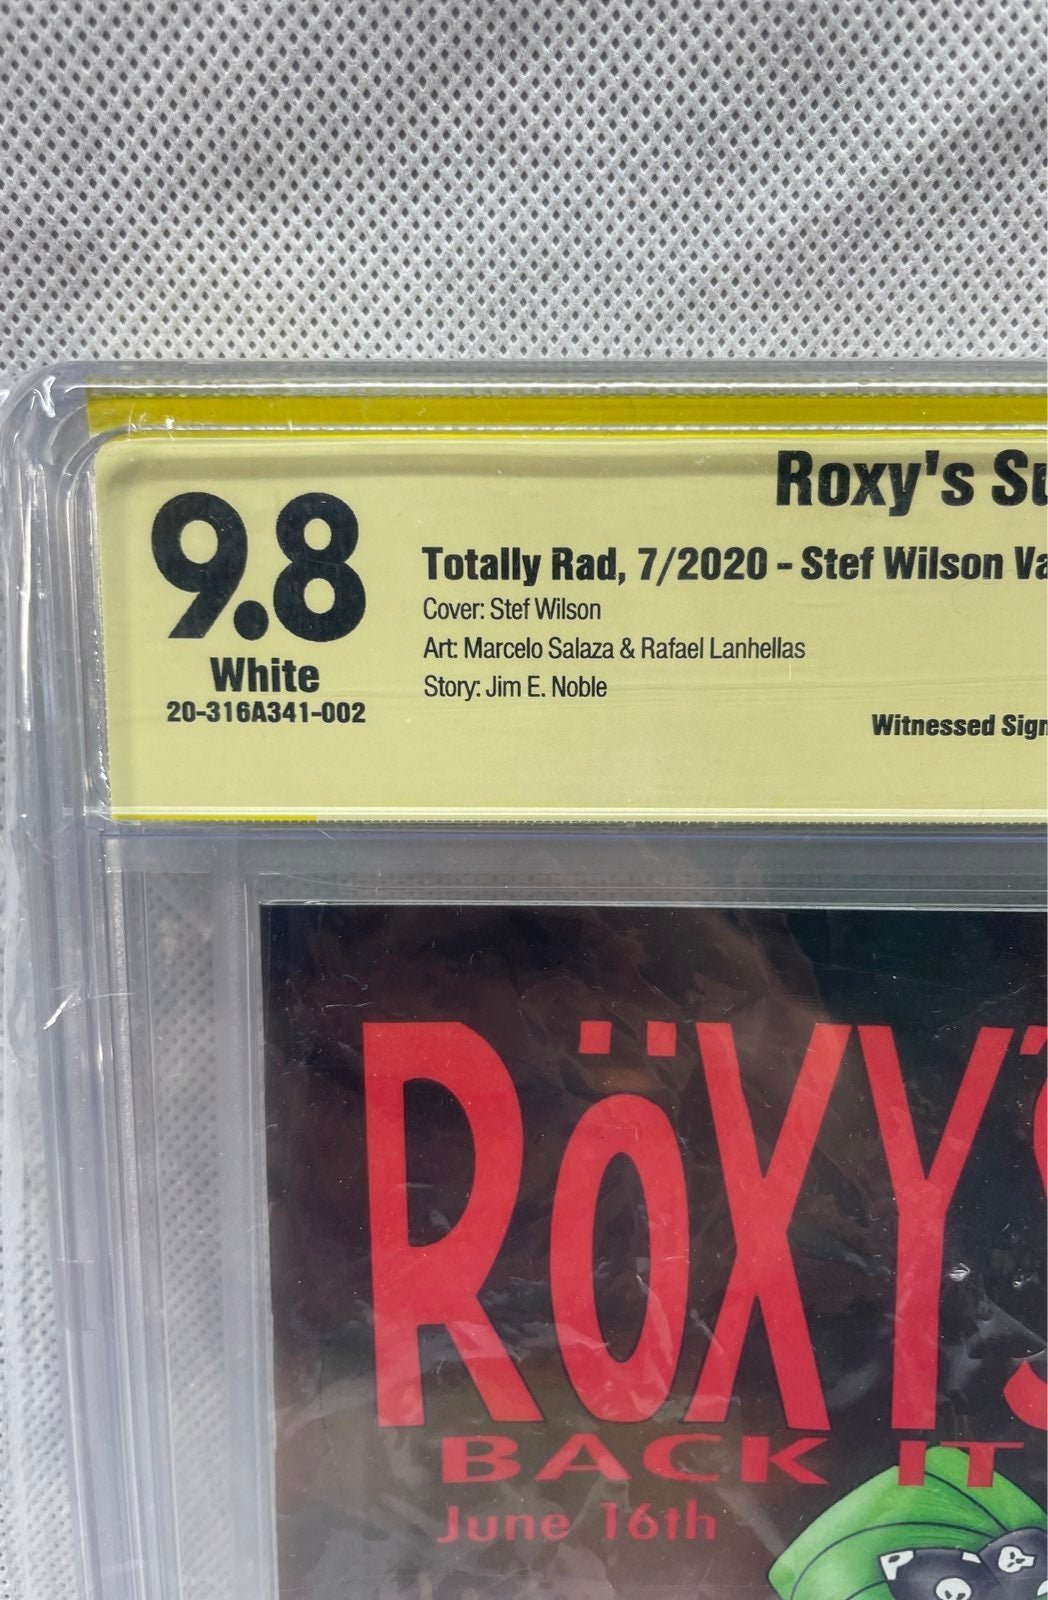 Roxy's Su
9.8
White
20-316A341-002
Totally Rad, 7/2020 - Stef Wilson Va
Cover: Stef Wilson
Art: Marcelo Salaza & Rafael Lanhellas
Story: Jim E. Noble
Witnessed Sign
RÖXY'S
BACK IT
June 16th